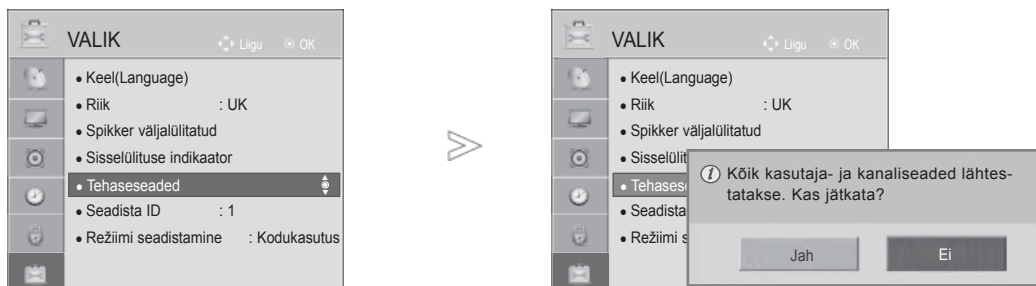 VALIK Liigu OK
• Keel(Language)
• Riik : UK
• Spikker väljalülitatud
• Sisselülituse indikaator
• Tehaseseaded
• Seadista ID : 1
• Režiimi seadistamine : Kodukasutus
VALIK Liigu OK
• Keel(Language)
• Riik : UK
• Spikker väljalülitatud
• Sisselülit
• Tehases
• Seadista
• Režiimi s
Kõik kasutaja- ja kanaliseaded lähtes-
tatakse. Kas jätkata?
Jah Ei